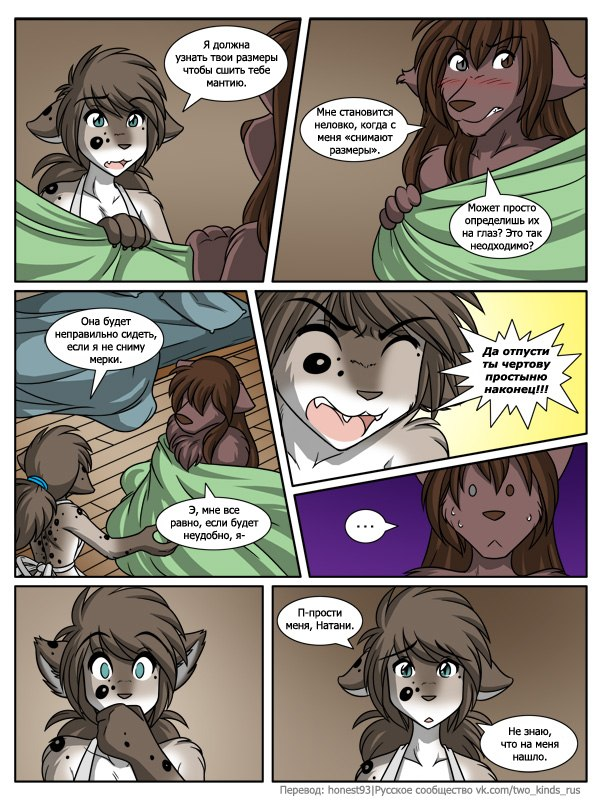 Я должна
узнать твои размеры
чтобы сшить тебе
мантию.
Мне становится
неловко, когда с
меня «снимают
размеры».
Может просто
определишь их
на глаз? Это так
неодходимо?
Она будет
неправильно сидеть,
если я не сниму
мерки.
Э, мне все
равно, если будет
неудобно, я-
Да отпусти
ты чертову
простыню
наконец!!!
...
П-прости
меня, Натани.
Не знаю,
что на меня
нашло.
Перевод: honest93|Русское сообщество vk.com/two_kinds_rus